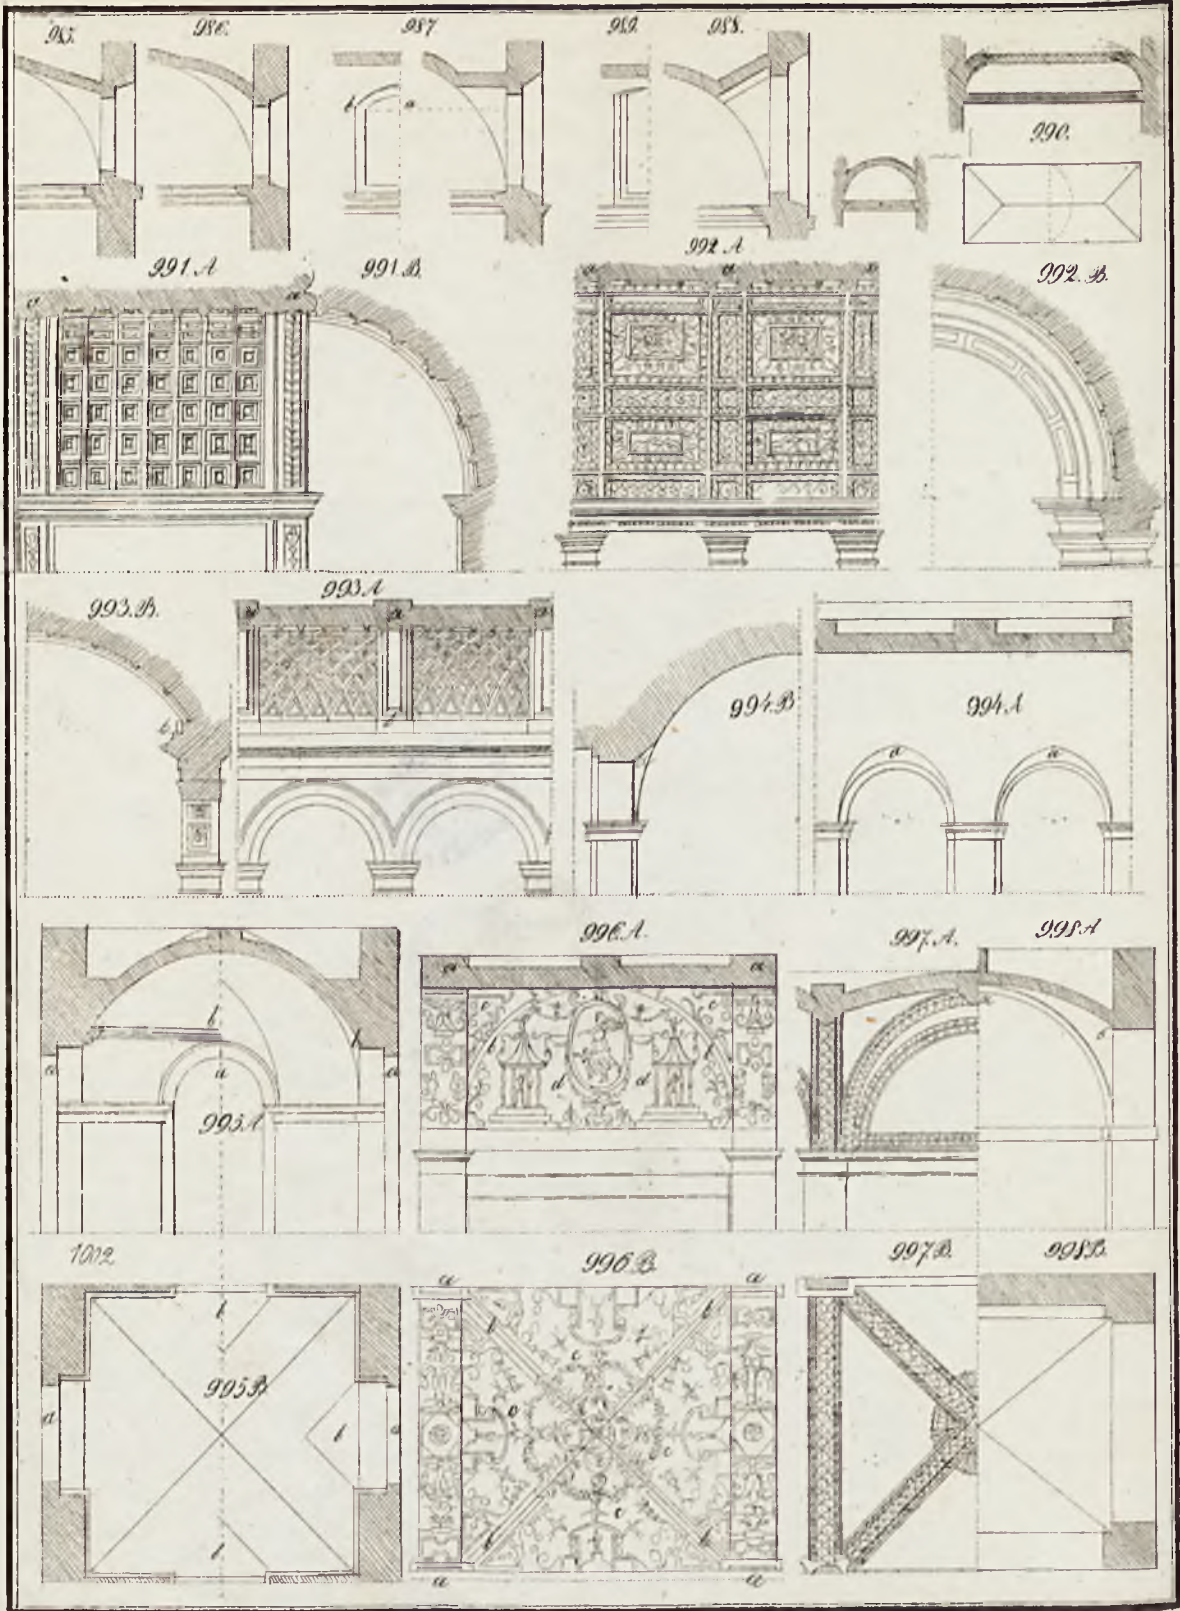 985. 986. 987 989. 988.
b a
990.
991.A 991.B. 992.A 992.B.
a a a a
993.B. 993.A
a a
994.B 994.A
a a
996.A. 997.A. 998.A
b b a a a
995.A
a a c c
b b d d
1002 996.B. 997.B. 998.B.
a a
b b b
c
995.B.
a b a c c
b b b c
a a